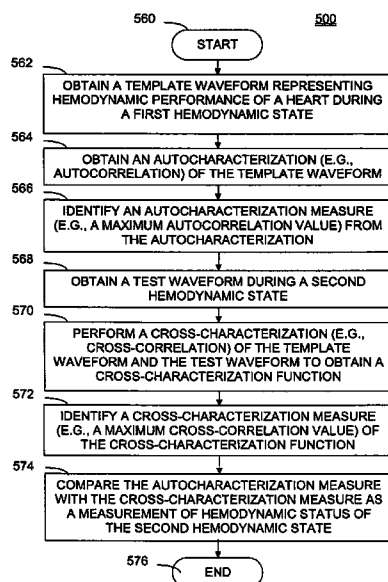 560
500
START
562
OBTAIN A TEMPLATE WAVEFORM REPRESENTING
HEMODYNAMIC PERFORMANCE OF A HEART DURING
A FIRST HEMODYNAMIC STATE
564
OBTAIN AN AUTOCHARACTERIZATION (E.G.,
AUTOCORRELATION) OF THE TEMPLATE WAVEFORM
566
IDENTIFY AN AUTOCHARACTERIZATION MEASURE
(E.G., A MAXIMUM AUTOCORRELATION VALUE) FROM
THE AUTOCHARACTERIZATION
568
OBTAIN A TEST WAVEFORM DURING A SECOND
HEMODYNAMIC STATE
570
PERFORM A CROSS-CHARACTERIZATION (E.G.,
CROSS-CORRELATION) OF THE TEMPLATE
WAVEFORM AND THE TEST WAVEFORM TO OBTAIN A
CROSS-CHARACTERIZATION FUNCTION
572
IDENTIFY A CROSS-CHARACTERIZATION MEASURE
(E.G., A MAXIMUM CROSS-CORRELATION VALUE) OF
THE CROSS-CHARACTERIZATION FUNCTION
574
COMPARE THE AUTOCHARACTERIZATION MEASURE
WITH THE CROSS-CHARACTERIZATION MEASURE AS
A MEASUREMENT OF HEMODYNAMIC STATUS OF
THE SECOND HEMODYNAMIC STATE
576
END